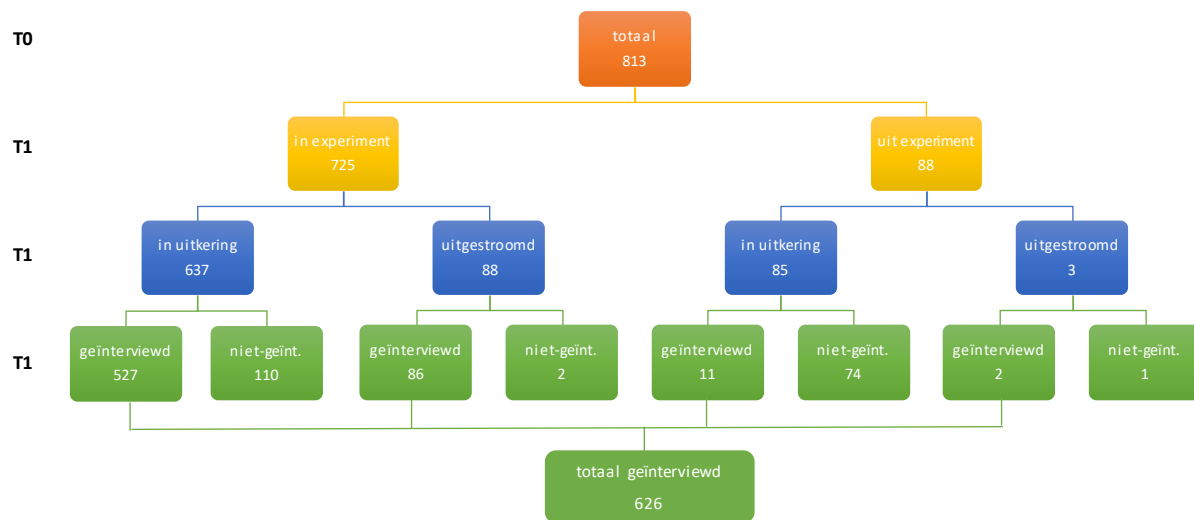 T0
totaal
813
T1
in experiment
725
uit experiment
88
T1
in uitkering
637
uitgestroomd
88
in uitkering
85
uitgestroomd
3
T1
geïnterviewd
527
niet-geïnt.
110
geïnterviewd
86
niet-geïnt.
2
geïnterviewd
11
niet-geïnt.
74
geïnterviewd
2
niet-geïnt.
1
totaal geïnterviewd
626